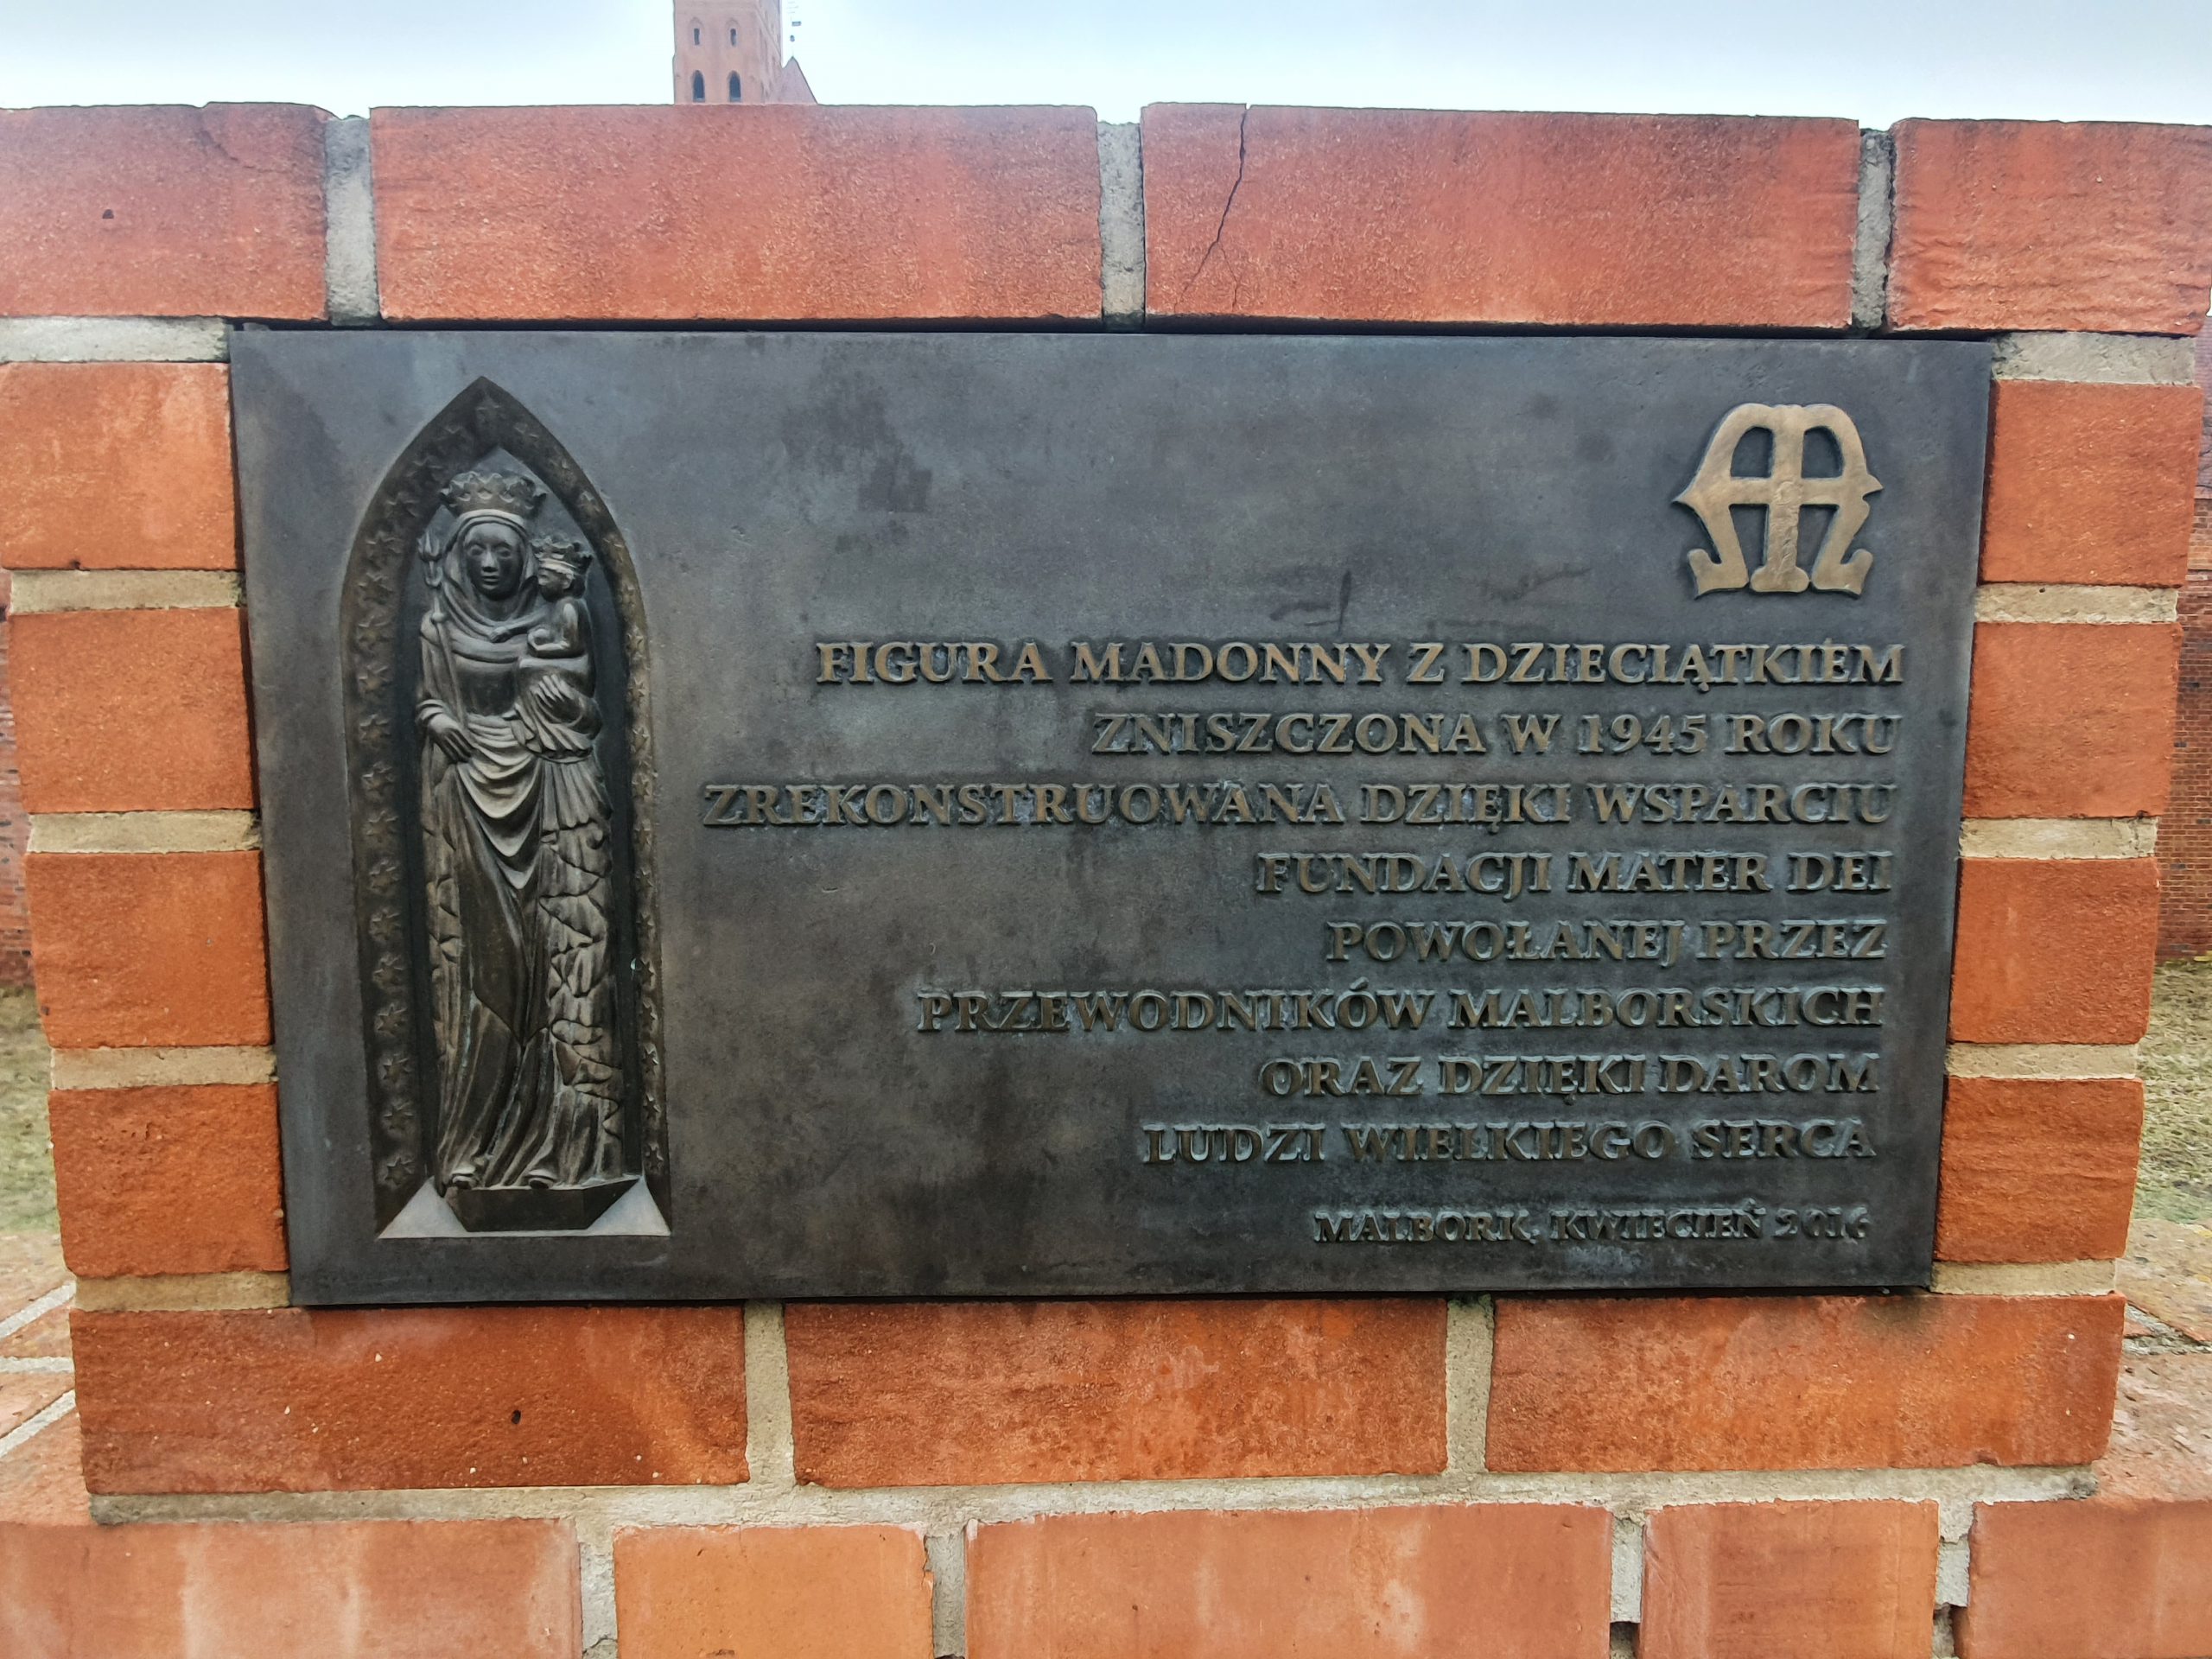 FIGURA MADONNY Z DZIECIĄTKIEM
ZNISZCZONA W 1945 ROKU
ZREKONSTRUOWANA DZIĘKI WSPARCIU
FUNDACJI MATER DEI
POWOŁANEJ PRZEZ
PRZEWODNIKÓW MALBORSKICH
ORAZ DZIĘKI DAROM
LUDZI WIELKIEGO SERCA
MALBORK, KWIECIEŃ 2016